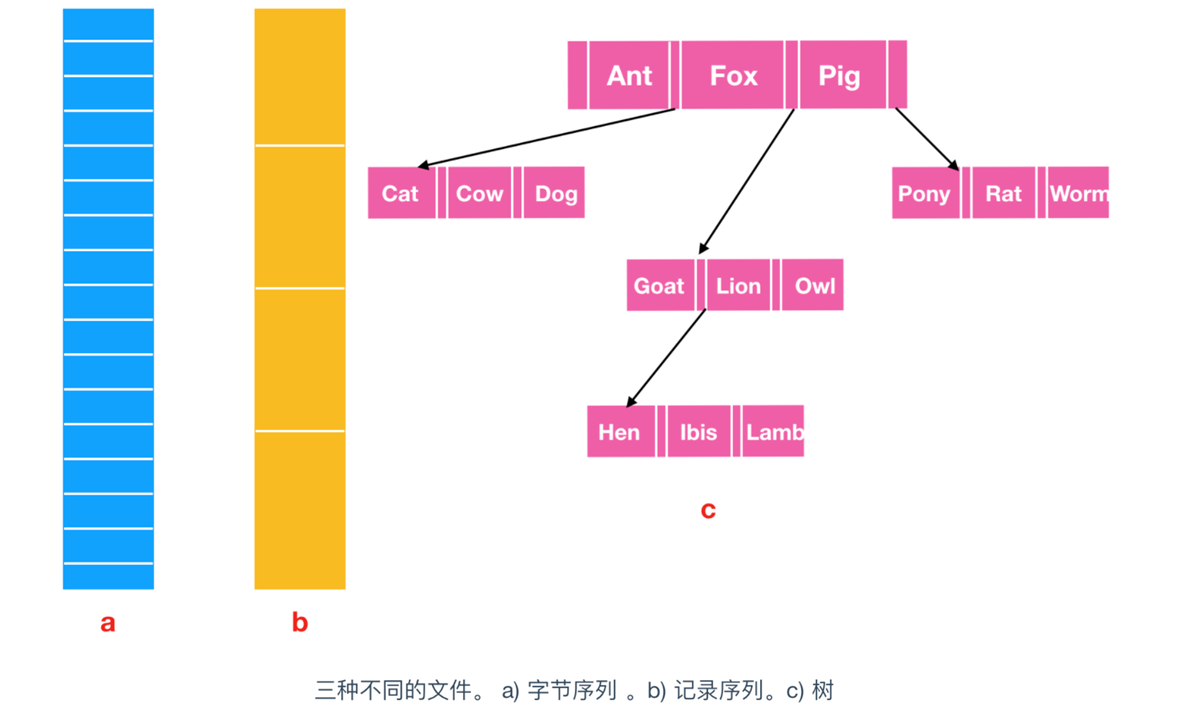 Ant Fox Pig
Cat Cow Dog
Pony Rat Worm
Goat Lion Owl
Hen Ibis Lamb
c
a
b
三种不同的文件。 a) 字节序列 。b) 记录序列。c) 树